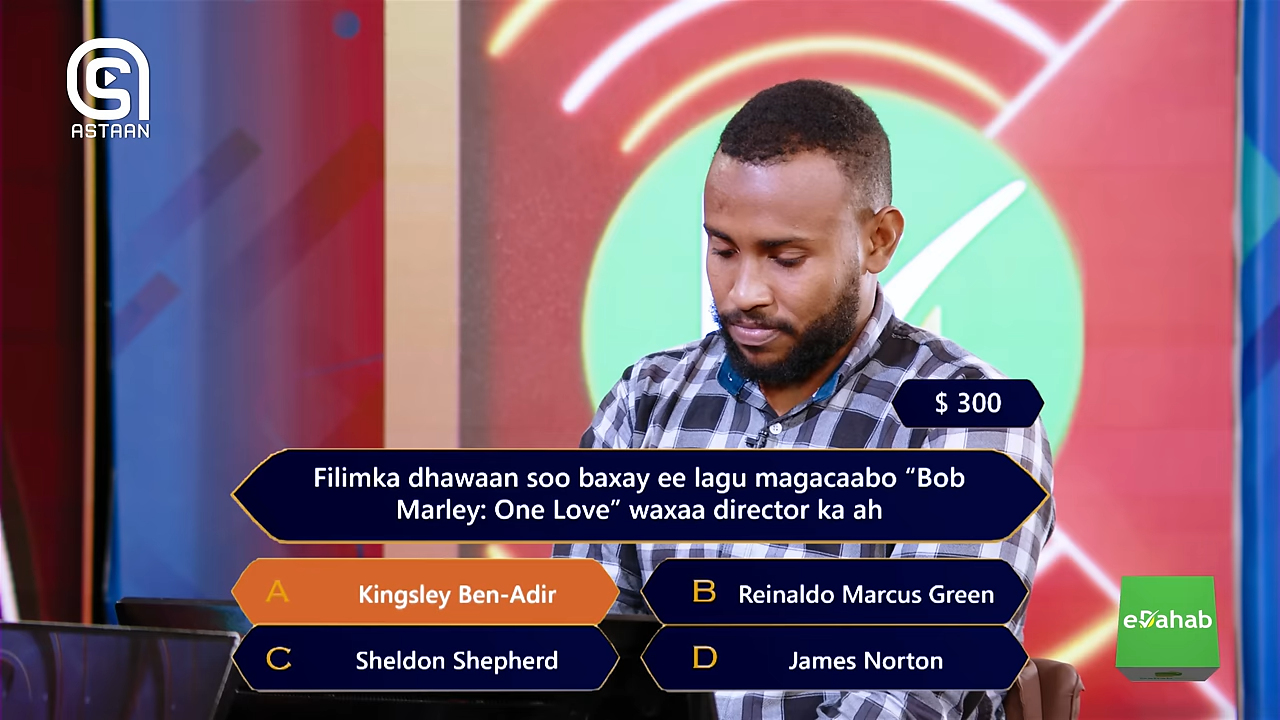 ASTAAN
$ 300
Filimka dhawaan soo baxay ee lagu magacaabo “Bob
Marley: One Love” waxaa director ka ah
A Kingsley Ben-Adir
B Reinaldo Marcus Green
C Sheldon Shepherd
D James Norton
eDahab